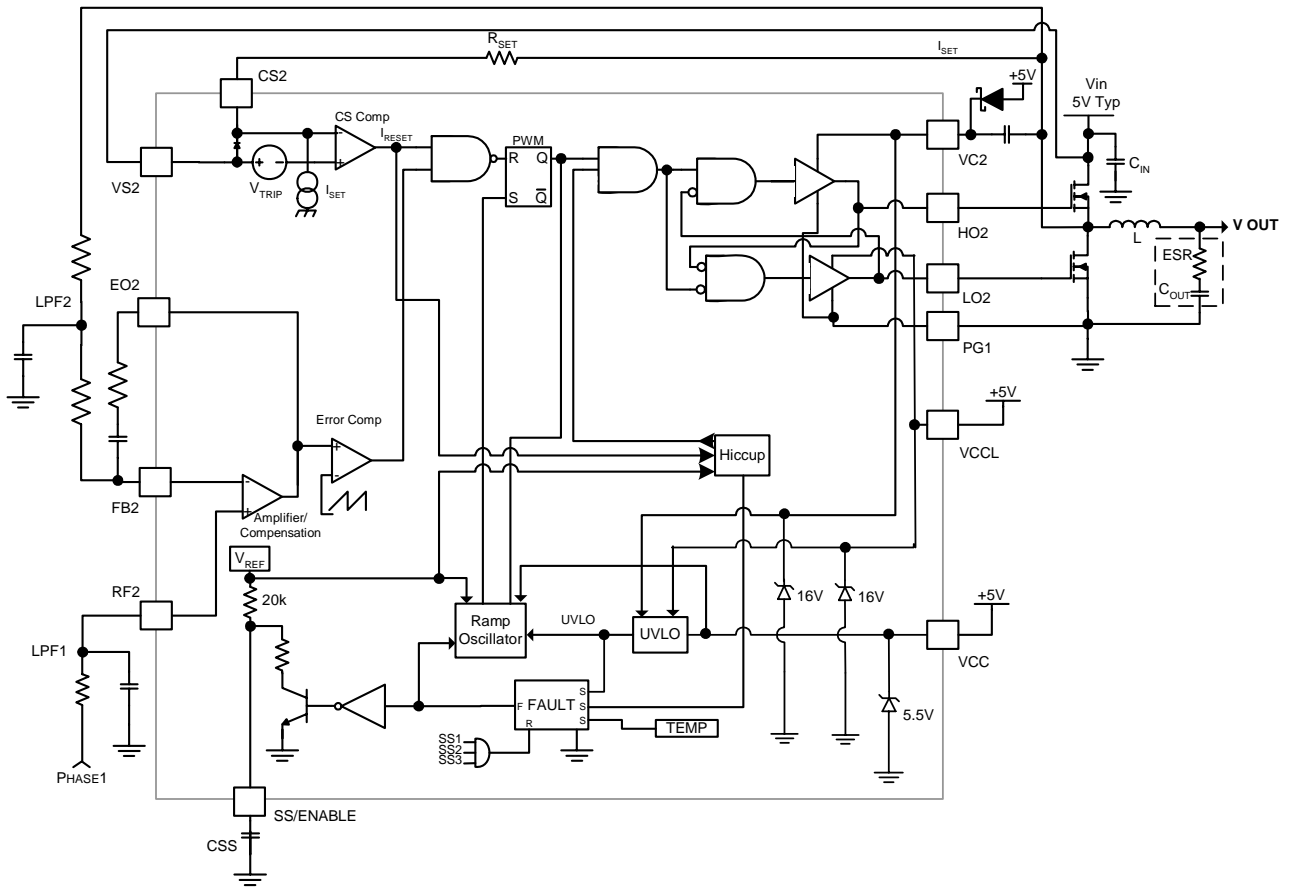 RSET
ISET
CS2
+5V
Vin
5V Typ
CS Comp
IRESET
PWM
VC2
CIN
+ -
-
+
R Q
S Q
VS2
VTRIP
ISET
HO2
L
V OUT
ESR
COUT
EO2
LPF2
LO2
PG1
+5V
Error Comp
+
-
VCCL
Hiccup
FB2
-
+
Amplifier/
Compensation
VREF
RF2
20k
16V
16V
+5V
Ramp
Oscillator
UVLO
UVLO
VCC
LPF1
F FAULT S
S
S
R
5.5V
TEMP
SS1
SS2
SS3
PHASE1
SS/ENABLE
CSS